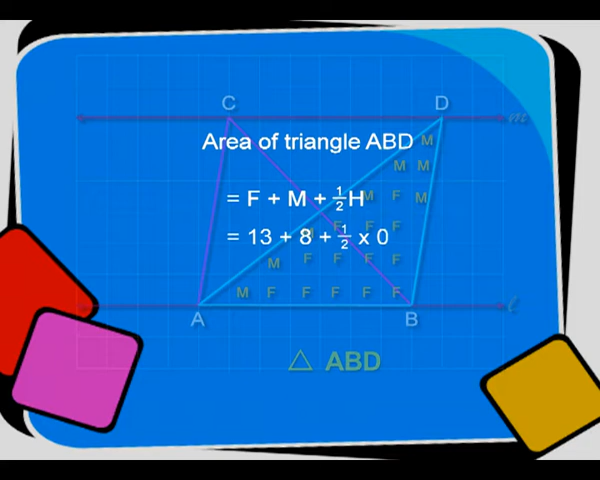 C D
m
Area of triangle ABD
M
M M
= F + M + ½H
M F M
= 13 + 8 + ½ x 0
F F F
M F F F F
M F F F F F
A B
l
△ ABD